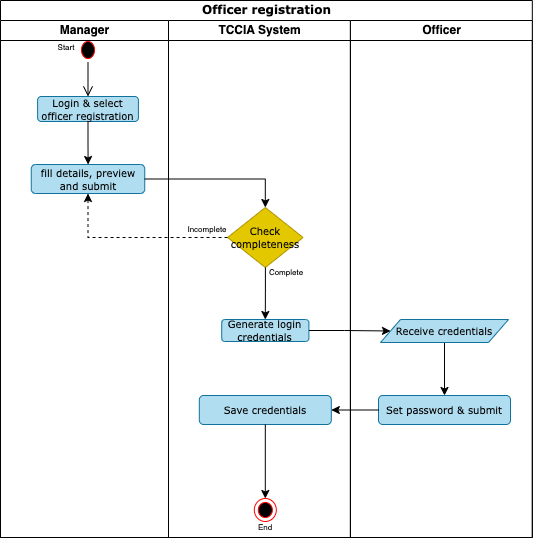 Officer registration
Manager
TCCIA System
Officer
Start
Login & select
officer registration
fill details, preview
and submit
Incomplete
Check
completeness
Complete
Generate login
credentials
Receive credentials
Save credentials
Set password & submit
End